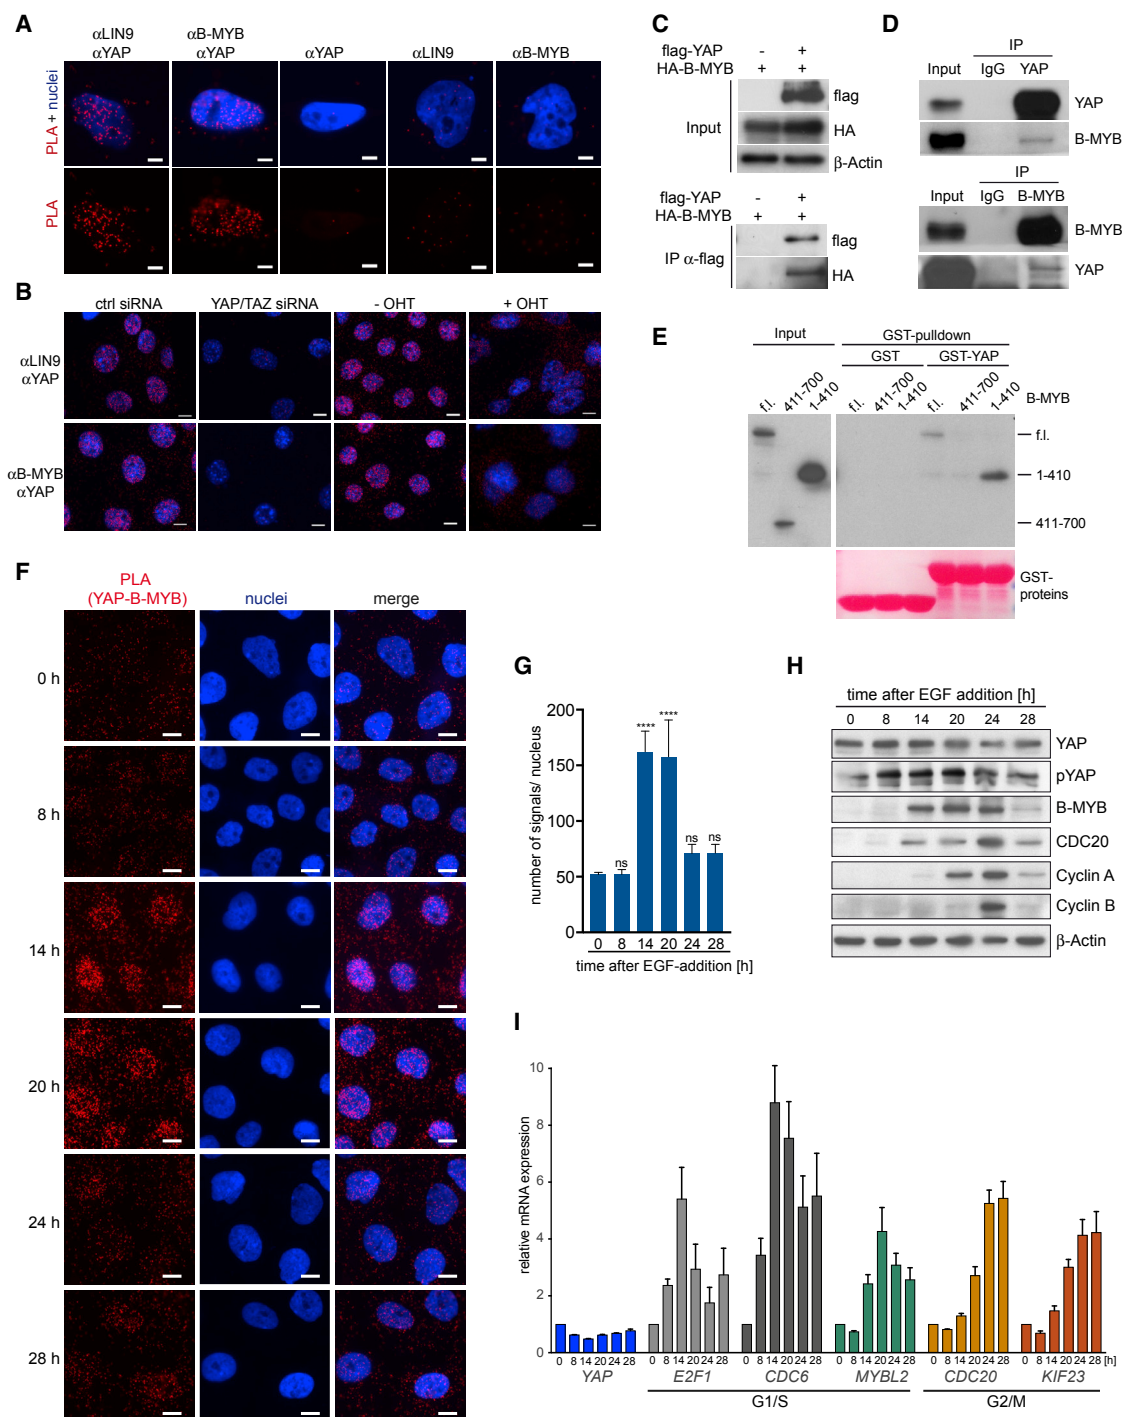 A
αLIN9 αB-MYB
αYAP αYAP αYAP αLIN9 αB-MYB
PLA + nuclei
PLA
B
ctrl siRNA YAP/TAZ siRNA - OHT + OHT
αLIN9
αYAP
αB-MYB
αYAP
C
flag-YAP - +
HA-B-MYB + +
Input
flag
HA
β-Actin
flag-YAP - +
HA-B-MYB + +
IP α-flag
flag
HA
D
IP
Input IgG YAP
YAP
B-MYB
IP
Input IgG B-MYB
B-MYB
YAP
E
Input GST-pulldown
GST GST-YAP
f.l. 411-700 1-410 f.l. 411-700 1-410 f.l. 411-700 1-410 B-MYB
f.l.
1-410
411-700
GST-
proteins
F
PLA
(YAP-B-MYB) nuclei merge
0 h
8 h
14 h
20 h
24 h
28 h
G
number of signals/ nucleus
200
150
100
50
0
ns **** **** ns ns
0 8 14 20 24 28
time after EGF-addition [h]
H
time after EGF addition [h]
0 8 14 20 24 28
YAP
pYAP
B-MYB
CDC20
Cyclin A
Cyclin B
β-Actin
I
relative mRNA expression
10
8
6
4
2
0
0 8 14 20 24 28 0 8 14 20 24 28 0 8 14 20 24 28 0 8 14 20 24 28 0 8 14 20 24 28 0 8 14 20 24 28 [h]
YAP E2F1 CDC6 MYBL2 CDC20 KIF23
G1/S G2/M